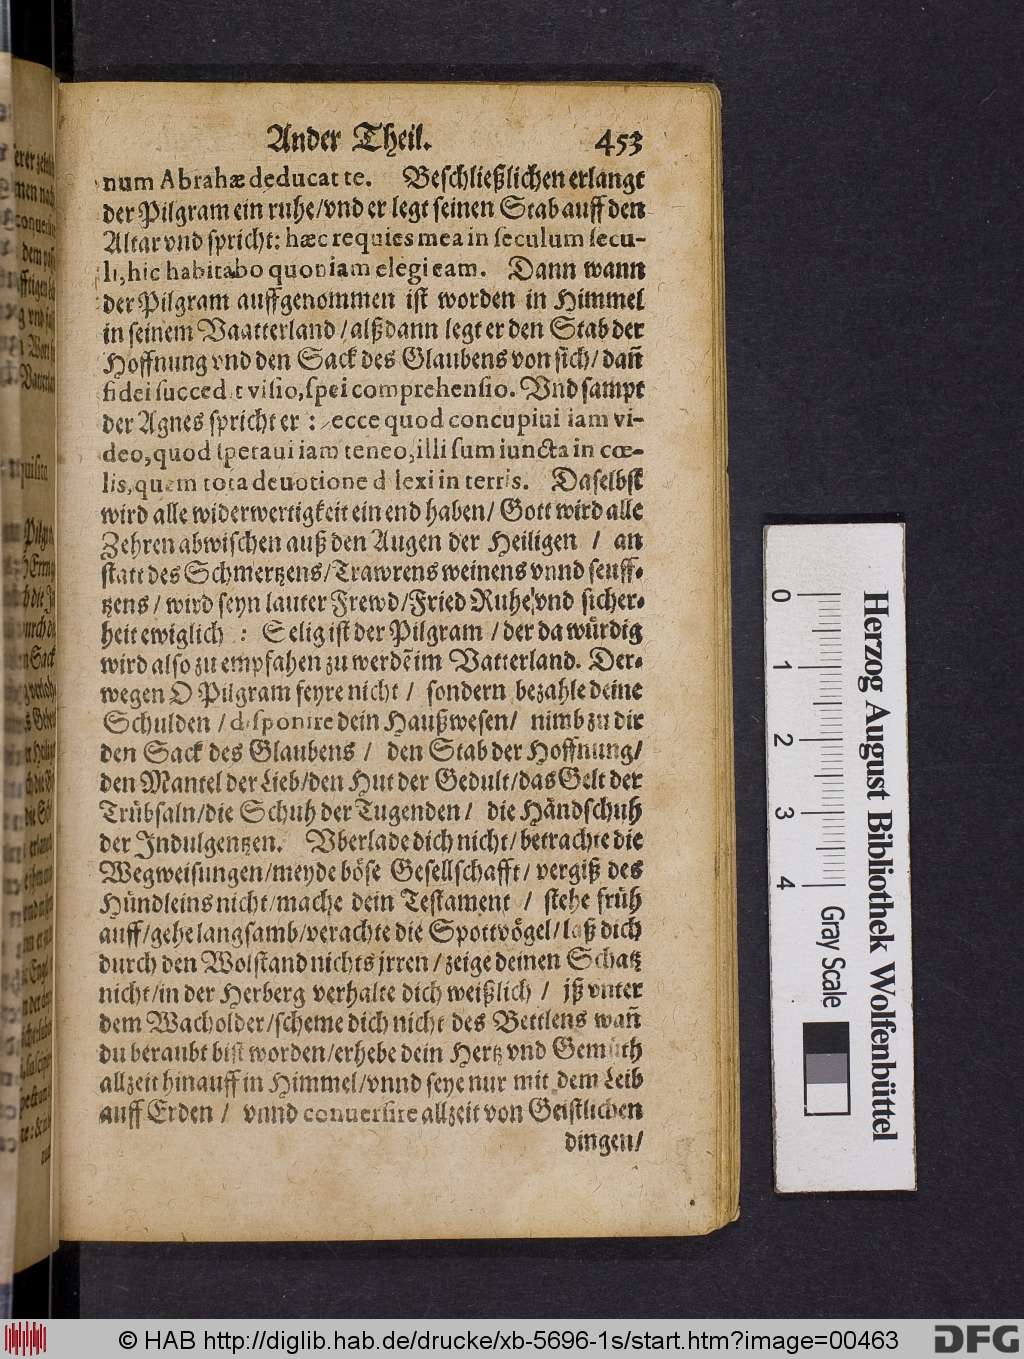 Ander Theil. 453
num Abrahæ deducat te. Beschließlichen erlangt
der Pilgram ein ruhe/vnd er legt seinen Stab auff den
Altar vnd spricht: hæc requies mea in seculum secu-
li, hic habitabo quoniam elegi eam. Dann wann
der Pilgram auffgenommen ist worden in Himmel
in seinem Vaatterland/alßdann legt er den Stab der
Hoffnung vnd den Sack des Glaubens von sich/dañ
fidei succed t visio, spei comprehensio. Vnd sampt
der Agnes spricht er: ecce quod concupiui iam vi-
deo, quod speraui iam teneo, illi sum iuncta in cœ-
lis, quem tota deuotione d lexi in terris. Daselbst
wird alle widerwertigkeit ein end haben/ Gott wird alle
Zehren abwischen auß den Augen der Heiligen / an
statt des Schmertzens/Trawrens weinens vnnd seuff-
tzens/ wird seyn lauter Frewd/Fried Ruhe vnd sicher-
heit ewiglich : Selig ist der Pilgram /der da würdig
wird also zu empfahen zu werdē im Vatterland. Der-
wegen O Pilgram feyre nicht/ sondern bezahle deine
Schulden / disponire dein Haußwesen/ nimb zu dir
den Sack des Glaubens / den Stab der Hoffnung/
den Mantel der Lieb/den Hut der Gedult/das Gelt der
Trübsaln/die Schuh der Tugenden/ die Händschuh
der Indulgentzen. Vberlade dich nicht/betrachte die
Wegweisungen/meyde böse Gesellschafft/ vergiß des
Hündleins nicht/mache dein Testament / stehe früh
auff/gehe langsamb/verachte die Spottvögel/laß dich
durch den Wolstand nichts jrren/zeige deinen Schatz
nicht/in der Herberg verhalte dich weißlich / jß vnter
dem Wacholder/scheme dich nicht des Bettlens wañ
du beraubt bist worden/erhebe dein Hertz vnd Gemüth
allzeit hinauff in Himmel/vnnd seye nur mit dem Leib
auff Erden / vnnd conuersire allzeit von Geistlichen
dingen/
0 1 2 3 4
Gray Scale
Herzog August Bibliothek Wolfenbüttel
© HAB http://diglib.hab.de/drucke/xb-5696-1s/start.htm?image=00463
DFG